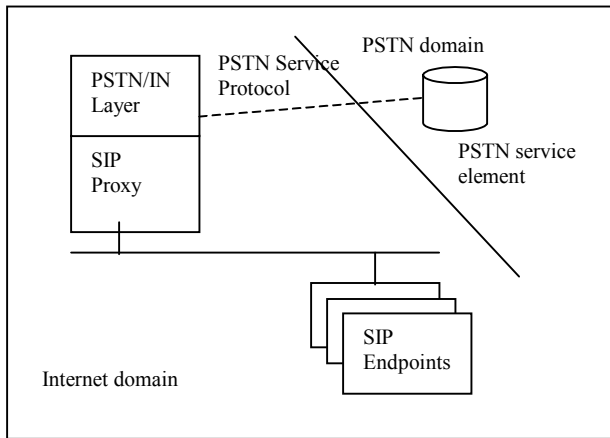 PSTN/IN
Layer
SIP
Proxy
PSTN Service
Protocol
PSTN domain
PSTN service
element
SIP
Endpoints
Internet domain